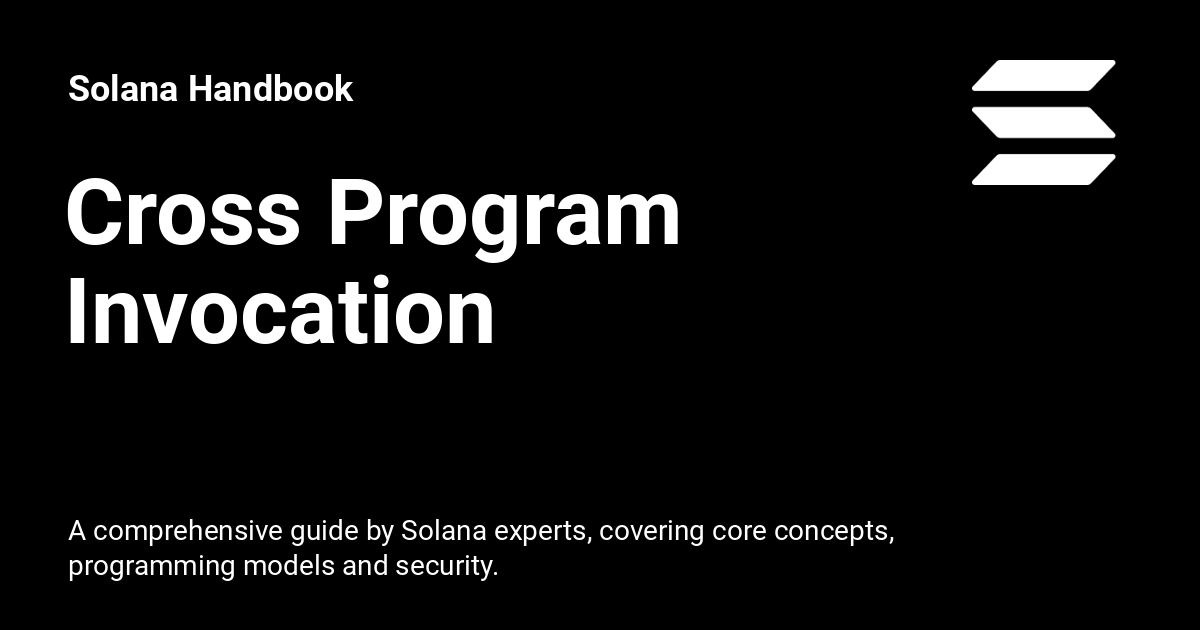 Solana Handbook
Cross Program
Invocation
A comprehensive guide by Solana experts, covering core concepts,
programming models and security.